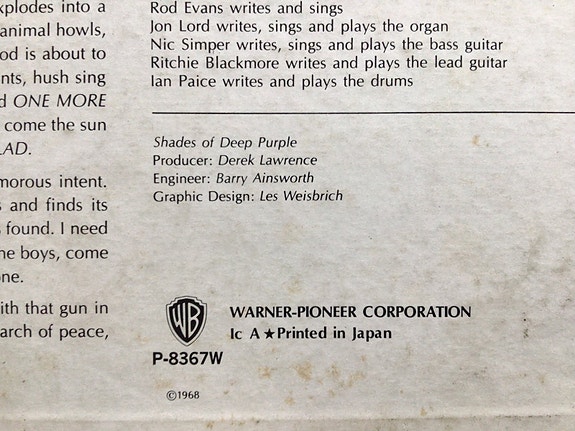 xplodes into a
animal howls,
od is about to
nts, hush sing
d ONE MORE
come the sun
LAD.
morous intent.
s and finds its
found. I need
he boys, come
one.
ith that gun in
arch of peace,
Rod Evans writes and sings
Jon Lord writes, sings and plays the organ
Nic Simper writes, sings and plays the bass guitar
Ritchie Blackmore writes and plays the lead guitar
Ian Paice writes and plays the drums
Shades of Deep Purple
Producer: Derek Lawrence
Engineer: Barry Ainsworth
Graphic Design: Les Weisbrich
WB
WARNER-PIONEER CORPORATION
Ic A ★ Printed in Japan
P-8367W
©1968